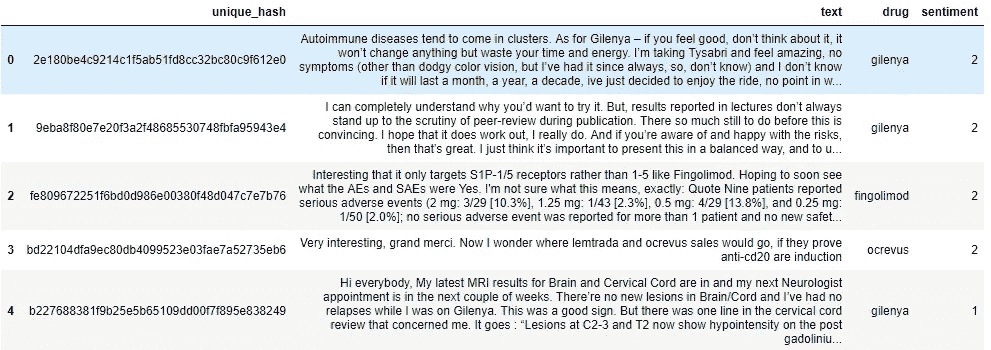 unique_hash text drug sentiment
Autoimmune diseases tend to come in clusters. As for Gilenya – if you feel good, don't think about it, it
won't change anything but waste your time and energy. I'm taking Tysabri and feel amazing, no
0 2e180be4c9214c1f5ab51fd8cc32bc80c9f612e0 symptoms (other than dodgy color vision, but I've had it since always, so, don't know) and I don't know gilenya 2
if it will last a month, a year, a decade, ive just decided to enjoy the ride, no point in w...
I can completely understand why you'd want to try it. But, results reported in lectures don't always
stand up to the scrutiny of peer-review during publication. There so much still to do before this is
1 9eba8f80e7e20f3a2f48685530748fbfa95943e4 convincing. I hope that it does work out, I really do. And if you're aware of and happy with the risks, gilenya 2
then that's great. I just think it's important to present this in a balanced way, and to u...
Interesting that it only targets S1P-1/5 receptors rather than 1-5 like Fingolimod. Hoping to soon see
what the AEs and SAEs were Yes. I'm not sure what this means, exactly: Quote Nine patients reported
2 fe809672251f6bd0d986e00380f48d047c7e7b76 serious adverse events (2 mg: 3/29 [10.3%], 1.25 mg: 1/43 [2.3%], 0.5 mg: 4/29 [13.8%], and 0.25 mg: fingolimod 2
1/50 [2.0%]; no serious adverse event was reported for more than 1 patient and no new safet...
3 bd22104dfa9ec80db4099523e03fae7a52735eb6 Very interesting, grand merci. Now I wonder where lemtrada and ocrevus sales would go, if they prove ocrevus 2
anti-cd20 are induction
Hi everybody, My latest MRI results for Brain and Cervical Cord are in and my next Neurologist
appointment is in the next couple of weeks. There're no new lesions in Brain/Cord and I've had no
4 b227688381f9b25e5b65109dd00f7f895e838249 relapses while I was on Gilenya. This was a good sign. But there was one line in the cervical cord gilenya 1
review that concerned me. It goes : “Lesions at C2-3 and T2 now show hypointensity on the post
gadoliniu...